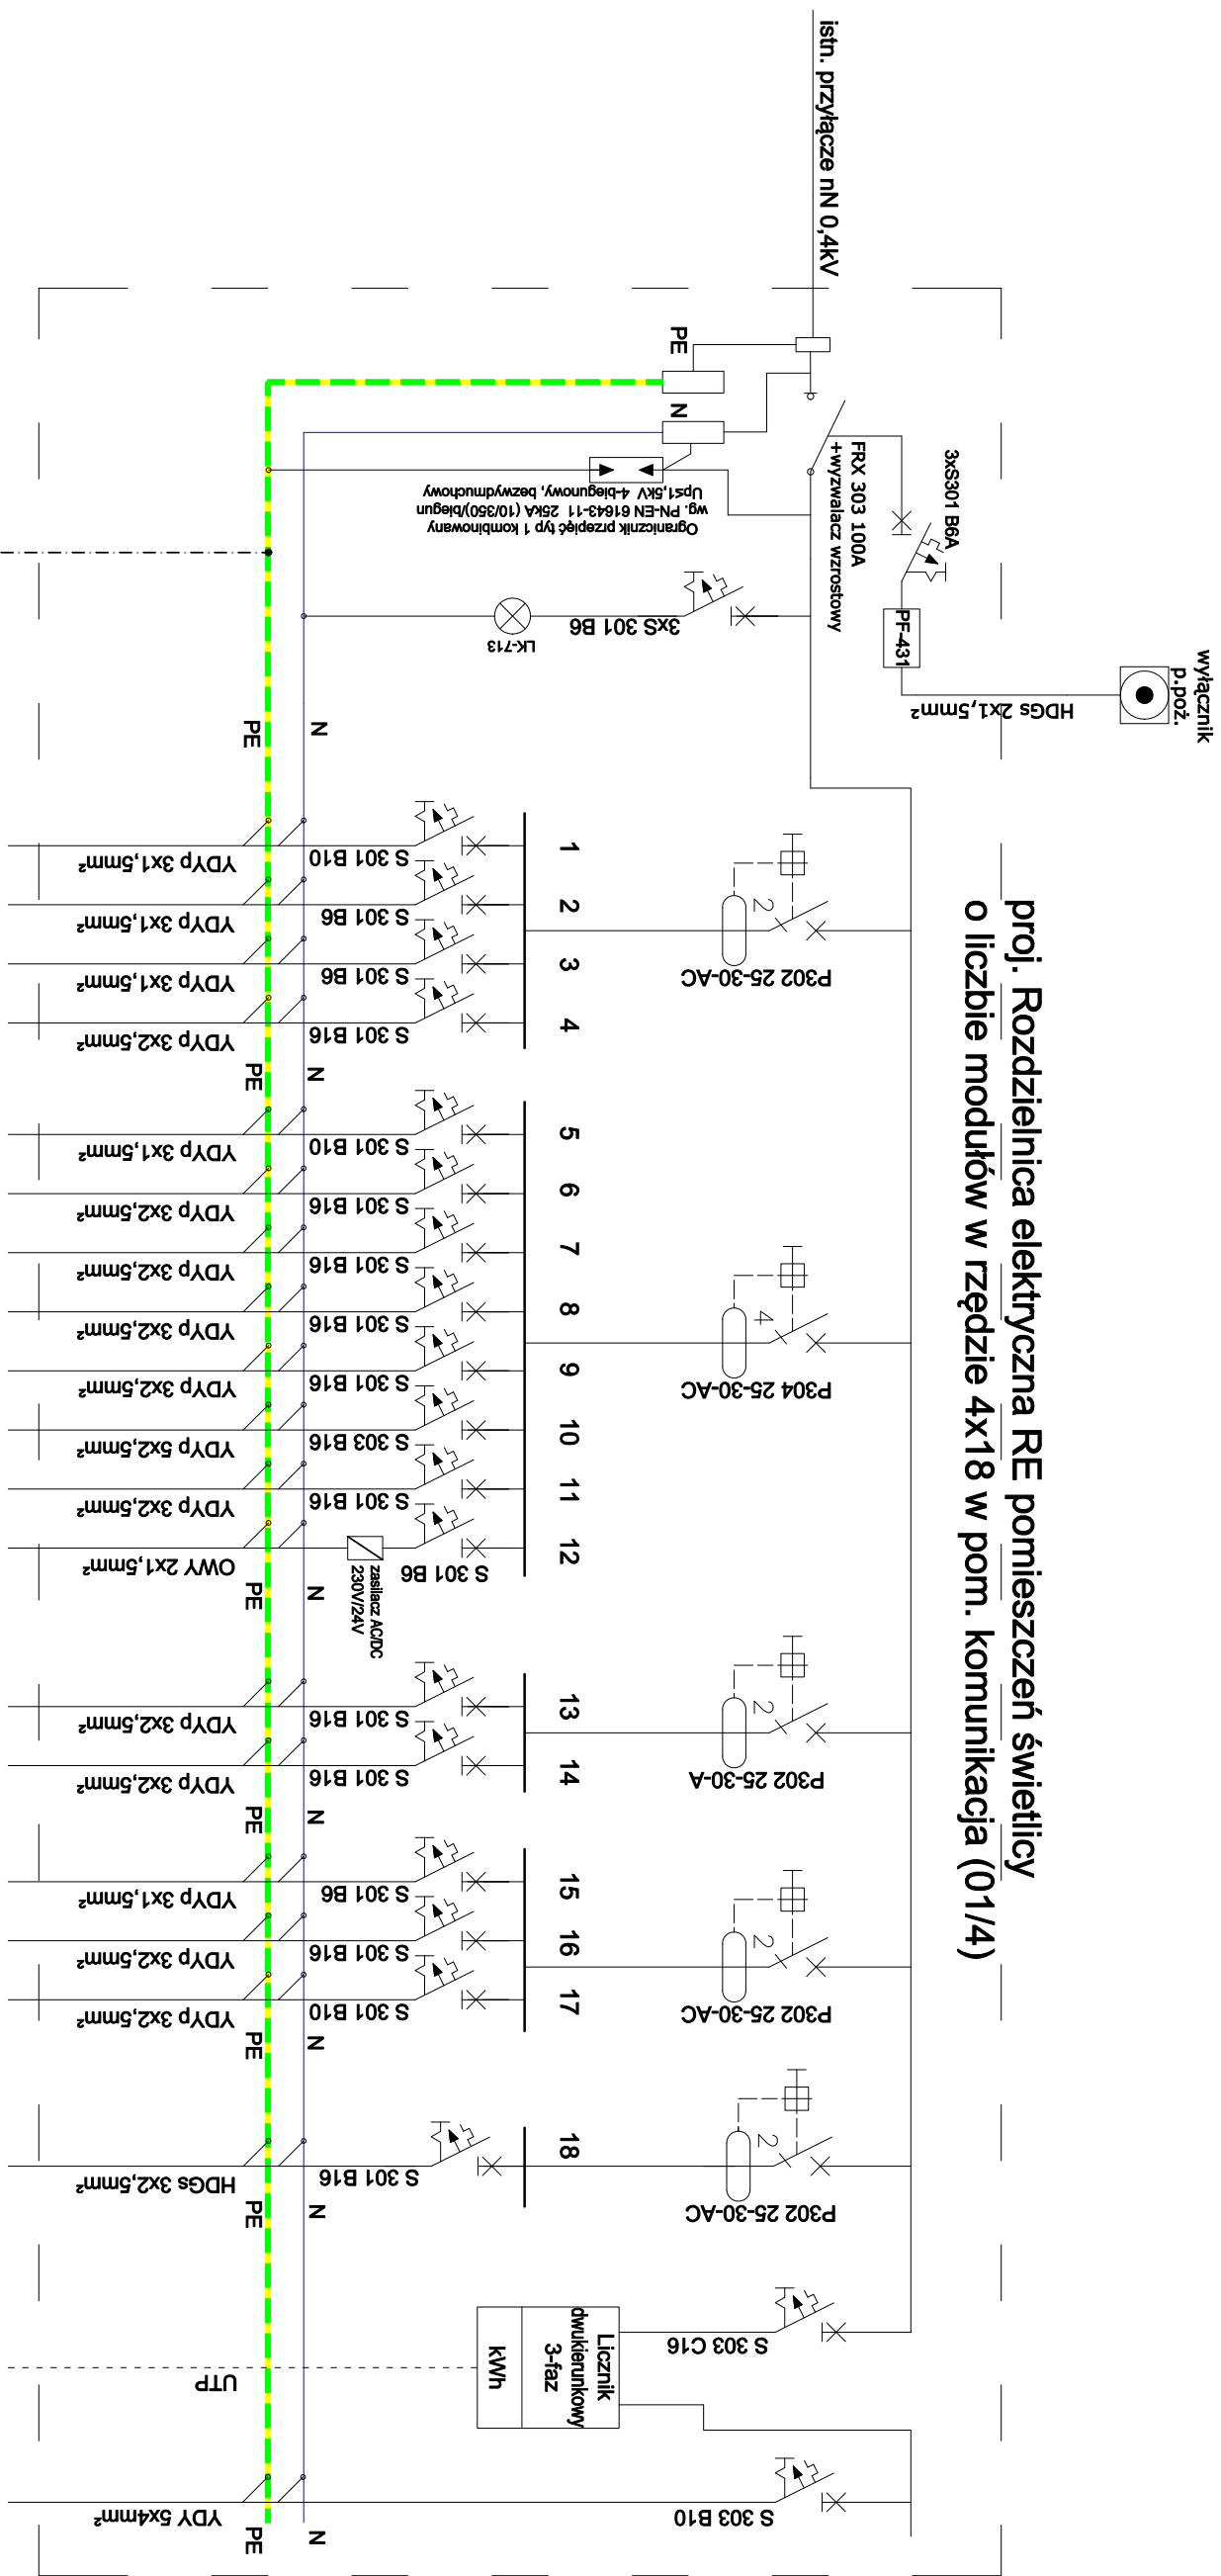 proj. Rozdzielnica elektryczna RE pomieszczeń świetlicy
o liczbie modułów w rzędzie 4x18 w pom. komunikacja (01/4)
wyłącznik
p.poż.
HDGs 2x1,5mm²
3xS301 B6A
PF-431
istn. przyłącze nN 0,4kV
FRX 303 100A
+wyzwalacz wzrostowy
PE
N
Ogranicznik przepięć typ 1 kombinowany
wg. PN-EN 61643-11 25kA (10/350)/biegun
Up≤1,5kV 4-biegunowy, bezwydmuchowy
3xS 301 B6
LK-713
N
PE
P302 25-30-AC
2
1
2
3
4
S 301 B10
S 301 B6
S 301 B6
S 301 B16
YDYp 3x1,5mm²
YDYp 3x1,5mm²
YDYp 3x1,5mm²
YDYp 3x2,5mm²
N
PE
P304 25-30-AC
4
5
6
7
8
9
10
11
12
S 301 B10
S 301 B16
S 301 B16
S 301 B16
S 301 B16
S 303 B16
S 301 B16
S 301 B6
zasilacz AC/DC
230V/24V
YDYp 3x1,5mm²
YDYp 3x2,5mm²
YDYp 3x2,5mm²
YDYp 3x2,5mm²
YDYp 3x2,5mm²
YDYp 5x2,5mm²
YDYp 3x2,5mm²
OWY 2x1,5mm²
N
PE
P302 25-30-A
2
13
14
S 301 B16
S 301 B16
YDYp 3x2,5mm²
YDYp 3x2,5mm²
N
PE
P302 25-30-AC
2
15
16
17
S 301 B6
S 301 B16
S 301 B10
YDYp 3x1,5mm²
YDYp 3x2,5mm²
YDYp 3x2,5mm²
N
PE
P302 25-30-AC
2
18
S 301 B16
HDGs 3x2,5mm²
N
PE
S 303 C16
Licznik
dwukierunkowy
3-faz
kWh
UTP
S 303 B10
YDY 5x4mm²
N
PE